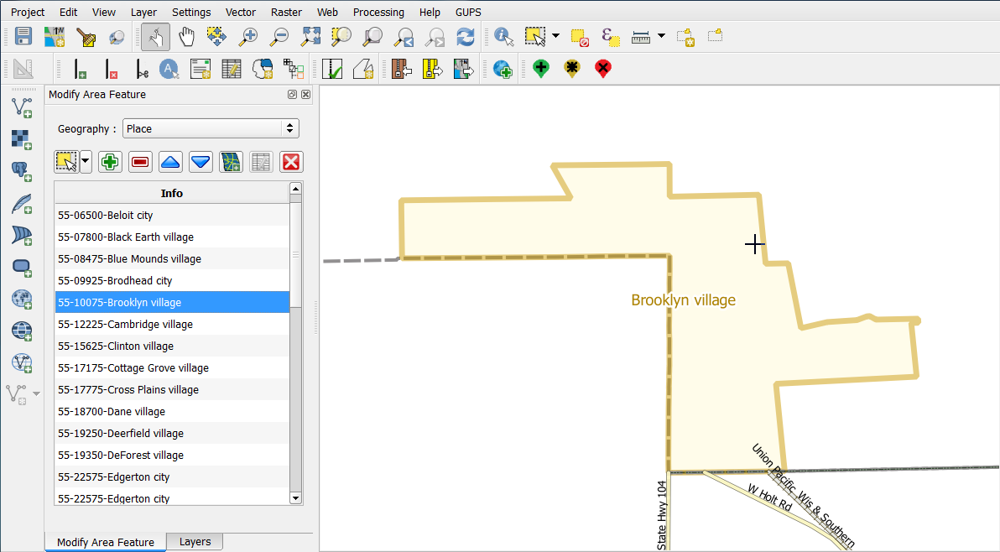 Project Edit View Layer Settings Vector Raster Web Processing Help GUPS
Modify Area Feature
Geography : Place
Info
55-06500-Beloit city
55-07800-Black Earth village
55-08475-Blue Mounds village
55-09925-Brodhead city
55-10075-Brooklyn village
55-12225-Cambridge village
55-15625-Clinton village
55-17175-Cottage Grove village
55-17775-Cross Plains village
55-18700-Dane village
55-19250-Deerfield village
55-19350-DeForest village
55-22575-Edgerton city
55-22575-Edgerton city
Modify Area Feature Layers
Brooklyn village
State Hwy 104
W Holt Rd
Union Pacific, Wis & Southern